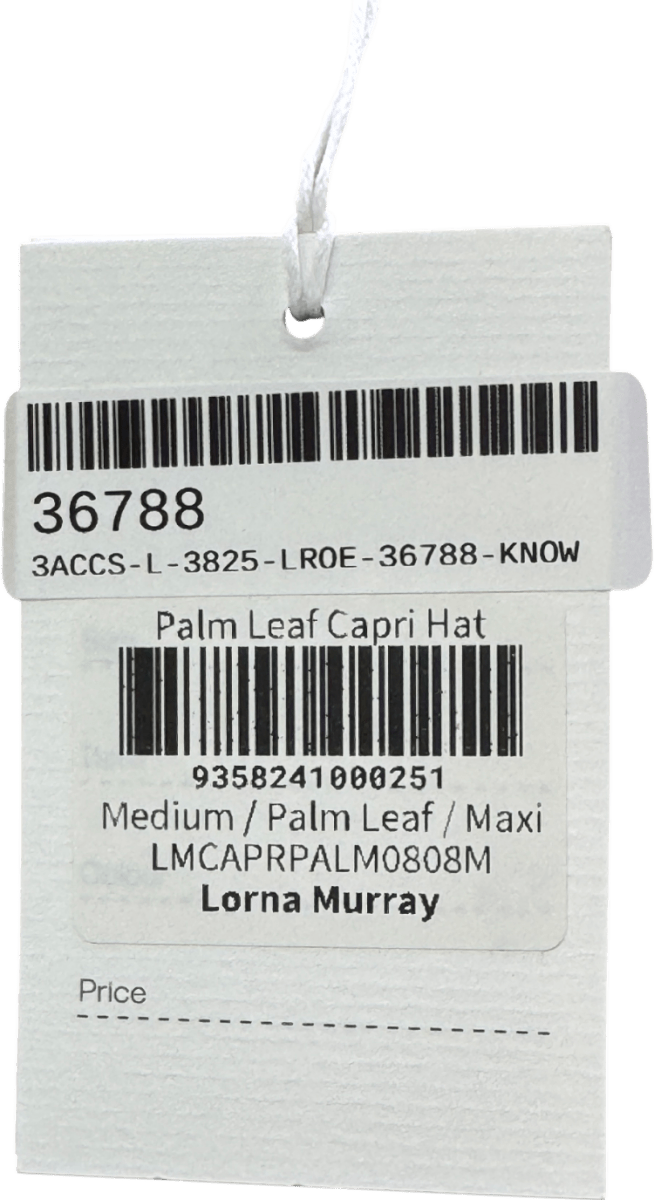 36788
3ACCS-L-3825-LROE-36788-KNOW
Palm Leaf Capri Hat
9358241000251
Medium / Palm Leaf / Maxi
LMCAPRPALM0808M
Lorna Murray
Price